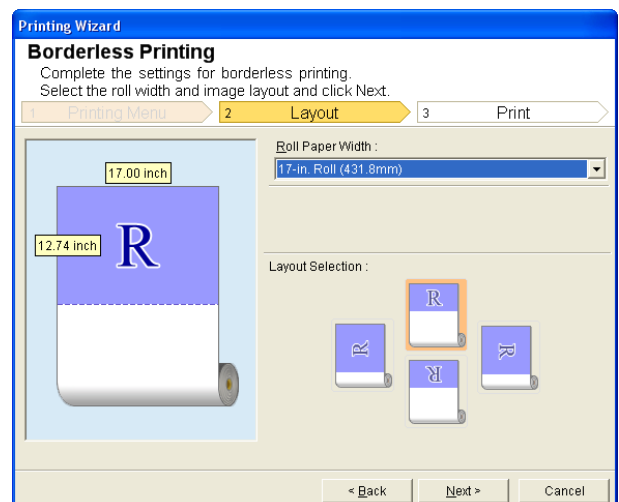 Printing Wizard
Borderless Printing
Complete the settings for borderless printing.
Select the roll width and image layout and click Next.
1 Printing Menu 2 Layout 3 Print
Roll Paper Width :
17-in. Roll (431.8mm)
17.00 inch
12.74 inch
R
Layout Selection :
R
R
R
R
< Back Next > Cancel